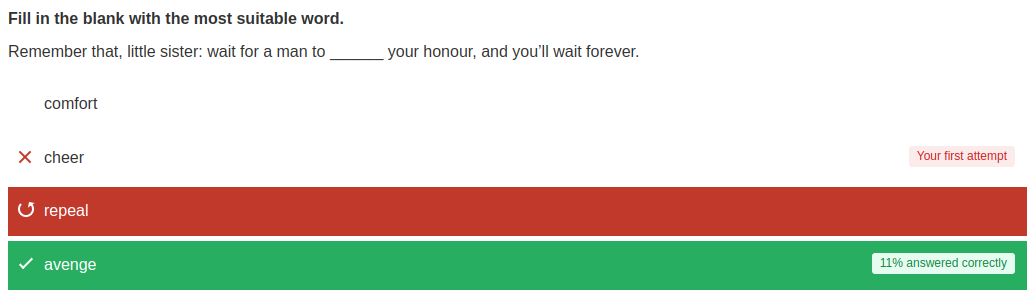 Fill in the blank with the most suitable word.
Remember that, little sister: wait for a man to ______ your honour, and you'll wait forever.
comfort
cheer
Your first attempt
repeal
avenge
11% answered correctly